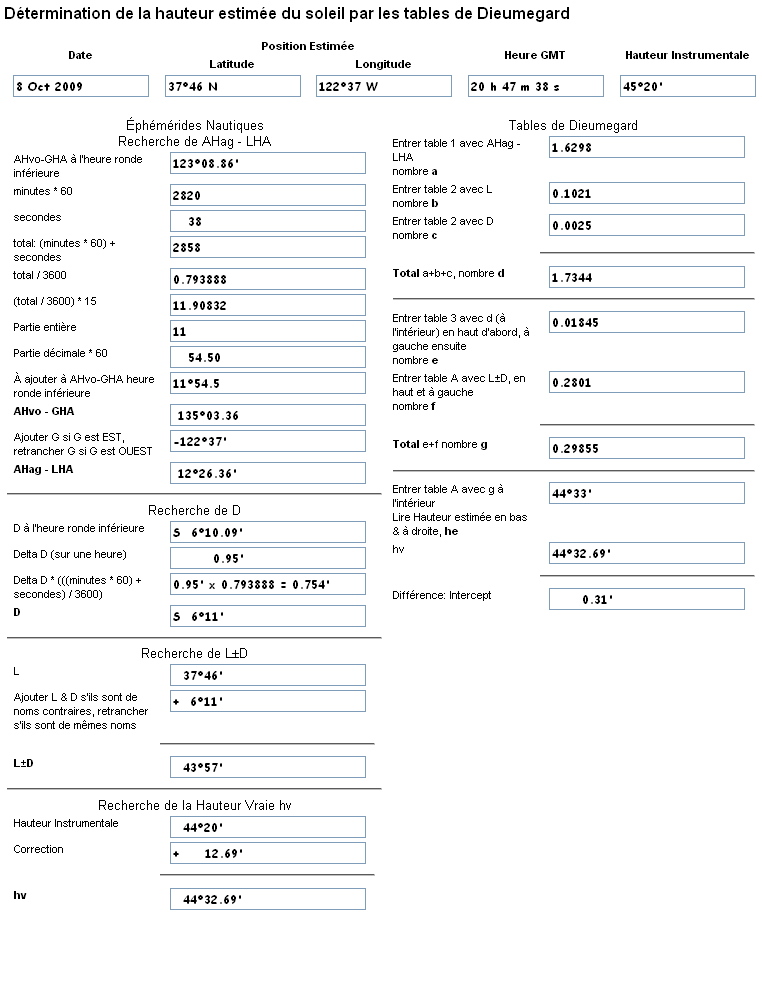 Détermination de la hauteur estimée du soleil par les tables de Dieumegard
Date
Position Estimée
Latitude
Longitude
Heure GMT
Hauteur Instrumentale
8 Oct 2009
37°46 N
122°37 W
20 h 47 m 38 s
45°20'
Éphémérides Nautiques
Recherche de AHag - LHA
AHvo-GHA à l'heure ronde
inférieure
123°08.86'
minutes * 60
2820
secondes
38
total: (minutes * 60) +
secondes
2858
total / 3600
0.793888
(total / 3600) * 15
11.90832
Partie entière
11
Partie décimale * 60
54.50
À ajouter à AHvo-GHA heure
ronde inférieure
11°54.5
AHvo - GHA
135°03.36
Ajouter G si G est EST,
retrancher G si G est OUEST
-122°37'
AHag - LHA
12°26.36'
Recherche de D
D à l'heure ronde inférieure
S 6°10.09'
Delta D (sur une heure)
0.95'
Delta D * (((minutes * 60) +
secondes) / 3600)
0.95' x 0.793888 = 0.754'
D
S 6°11'
Recherche de L±D
L
37°46'
Ajouter L & D s'ils sont de
noms contraires, retrancher
s'ils sont de mêmes noms
+ 6°11'
L±D
43°57'
Recherche de la Hauteur Vraie hv
Hauteur Instrumentale
44°20'
Correction
+ 12.69'
hv
44°32.69'
Tables de Dieumegard
Entrer table 1 avec AHag -
LHA
nombre a
1.6298
Entrer table 2 avec L
nombre b
0.1021
Entrer table 2 avec D
nombre c
0.0025
Total a+b+c, nombre d
1.7344
Entrer table 3 avec d (à
l'intérieur) en haut d'abord, à
gauche ensuite
nombre e
0.01845
Entrer table A avec L±D, en
haut et à gauche
nombre f
0.2801
Total e+f nombre g
0.29855
Entrer table A avec g à
l'intérieur
Lire Hauteur estimée en bas
& à droite, he
44°33'
hv
44°32.69'
Différence: Intercept
0.31'